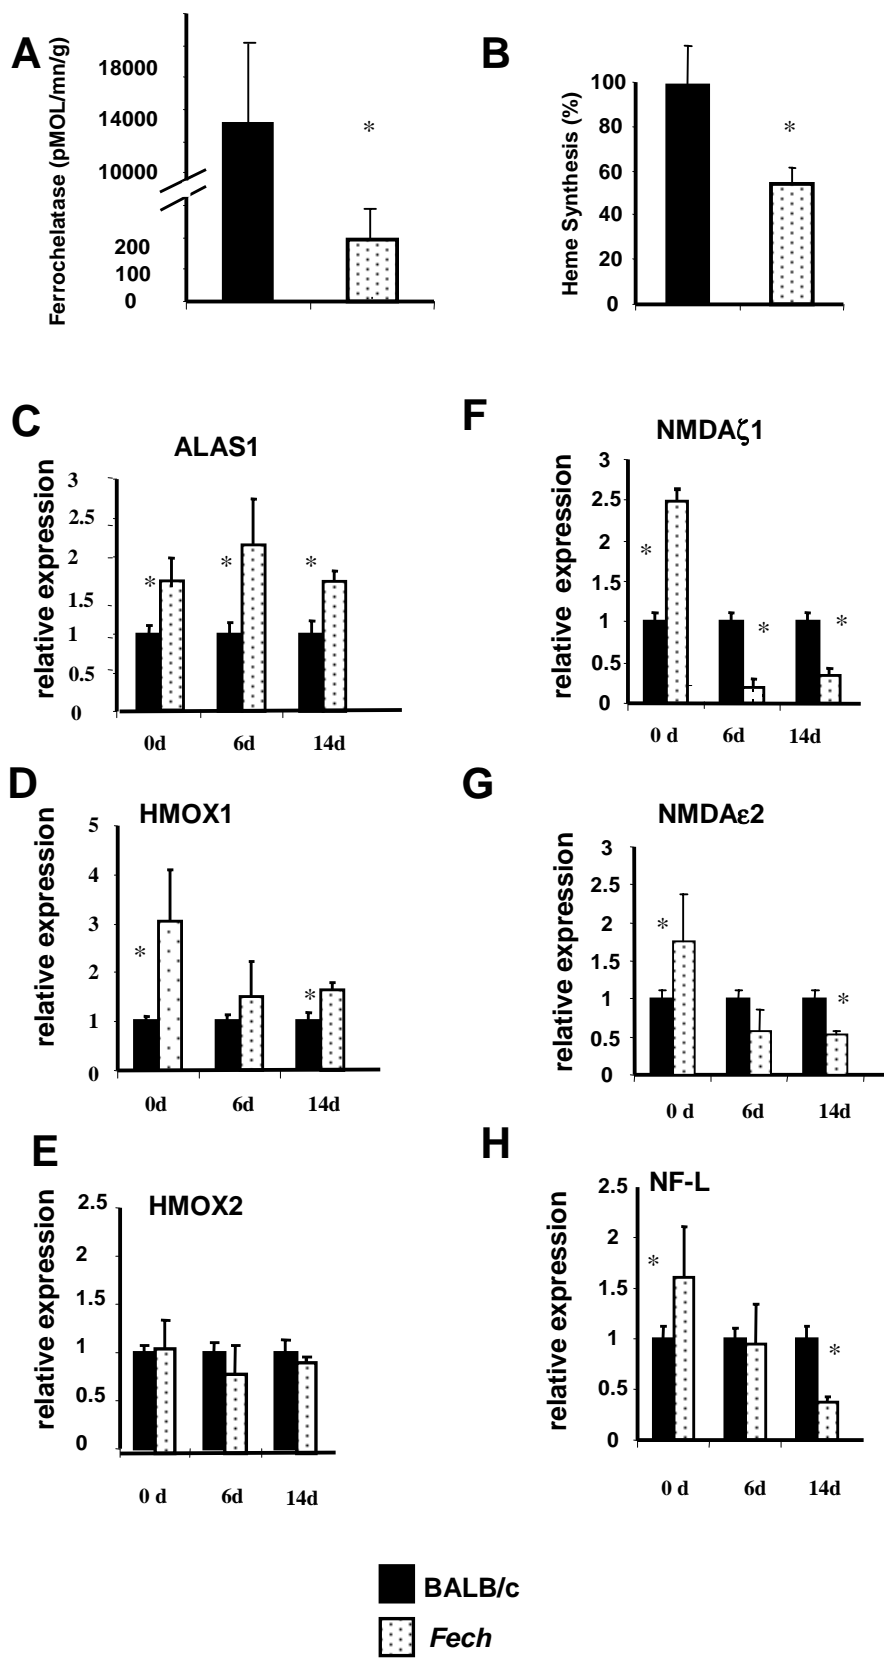 A
Ferrochelatase (pMOL/mn/g)
18000
14000
10000
200
100
0
*
B
Heme Synthesis (%)
100
80
60
40
20
0
*
C
ALAS1
relative expression
3
2.5
2
1.5
1
0.5
0
*
*
*
0d 6d 14d
F
NMDAζ1
relative expression
3
2.5
2
1.5
1
0.5
0
*
*
*
0 d 6d 14d
D
HMOX1
relative expression
5
4
3
2
1
0
*
*
0d 6d 14d
G
NMDAε2
relative expression
3
2.5
2
1.5
1
0.5
0
*
*
0 d 6d 14d
E
HMOX2
relative expression
2.5
2
1.5
1
0.5
0
0 d 6d 14d
H
NF-L
relative expression
2.5
2
1.5
1
0.5
0
*
*
0 d 6d 14d
BALB/c
Fech